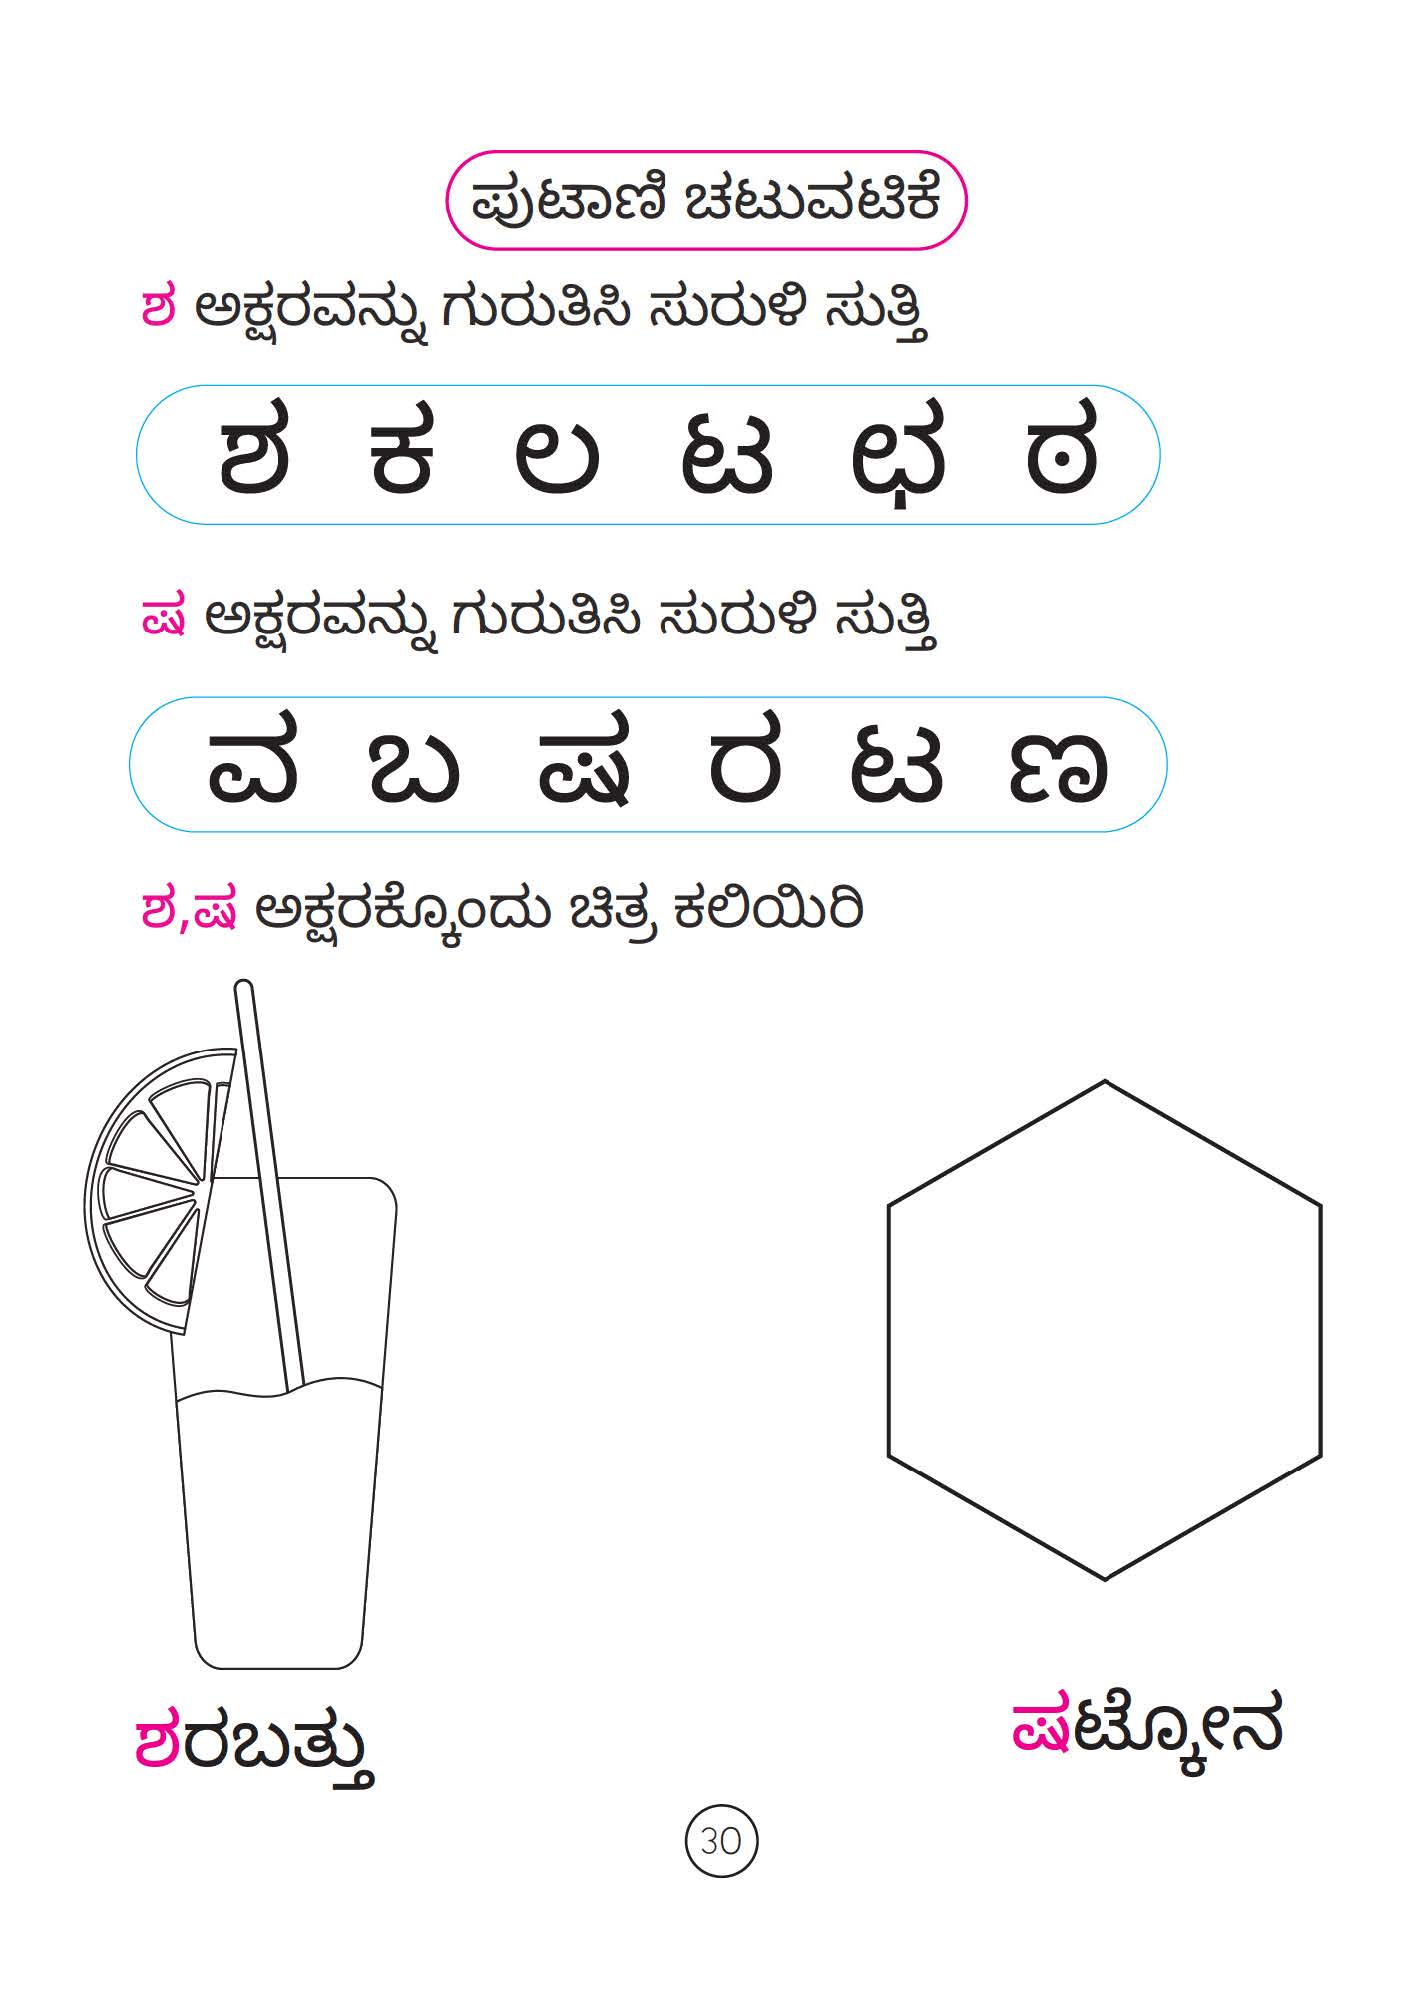 ಪುಟಾಣಿ ಚಟುವಟಿಕೆ
ಶ ಅಕ್ಷರವನ್ನು ಗುರುತಿಸಿ ಸುರುಳಿ ಸುತ್ತಿ
ಶ ಕ ಲ ಟ ಛ ಠ
ಷ ಅಕ್ಷರವನ್ನು ಗುರುತಿಸಿ ಸುರುಳಿ ಸುತ್ತಿ
ವ ಬ ಷ ರ ಟ ಣ
ಶ,ಷ ಅಕ್ಷರಕ್ಕೊಂದು ಚಿತ್ರ ಕಲಿಯಿರಿ
ಶರಬತ್ತು ಷಟ್ಕೋನ
30